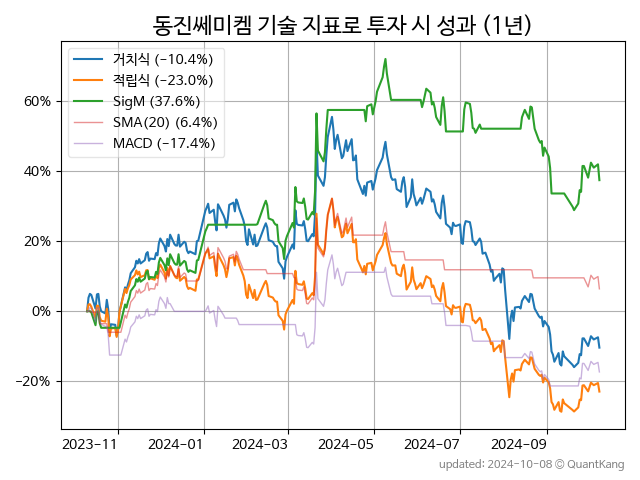 동진쎄미켐 기술 지표로 투자 시 성과 (1년)
거치식 (−10.4%)
적립식 (−23.0%)
SigM (37.6%)
SMA(20) (6.4%)
MACD (−17.4%)
60%
40%
20%
0%
−20%
2023-11
2024-01
2024-03
2024-05
2024-07
2024-09
updated: 2024-10-08 © QuantKang